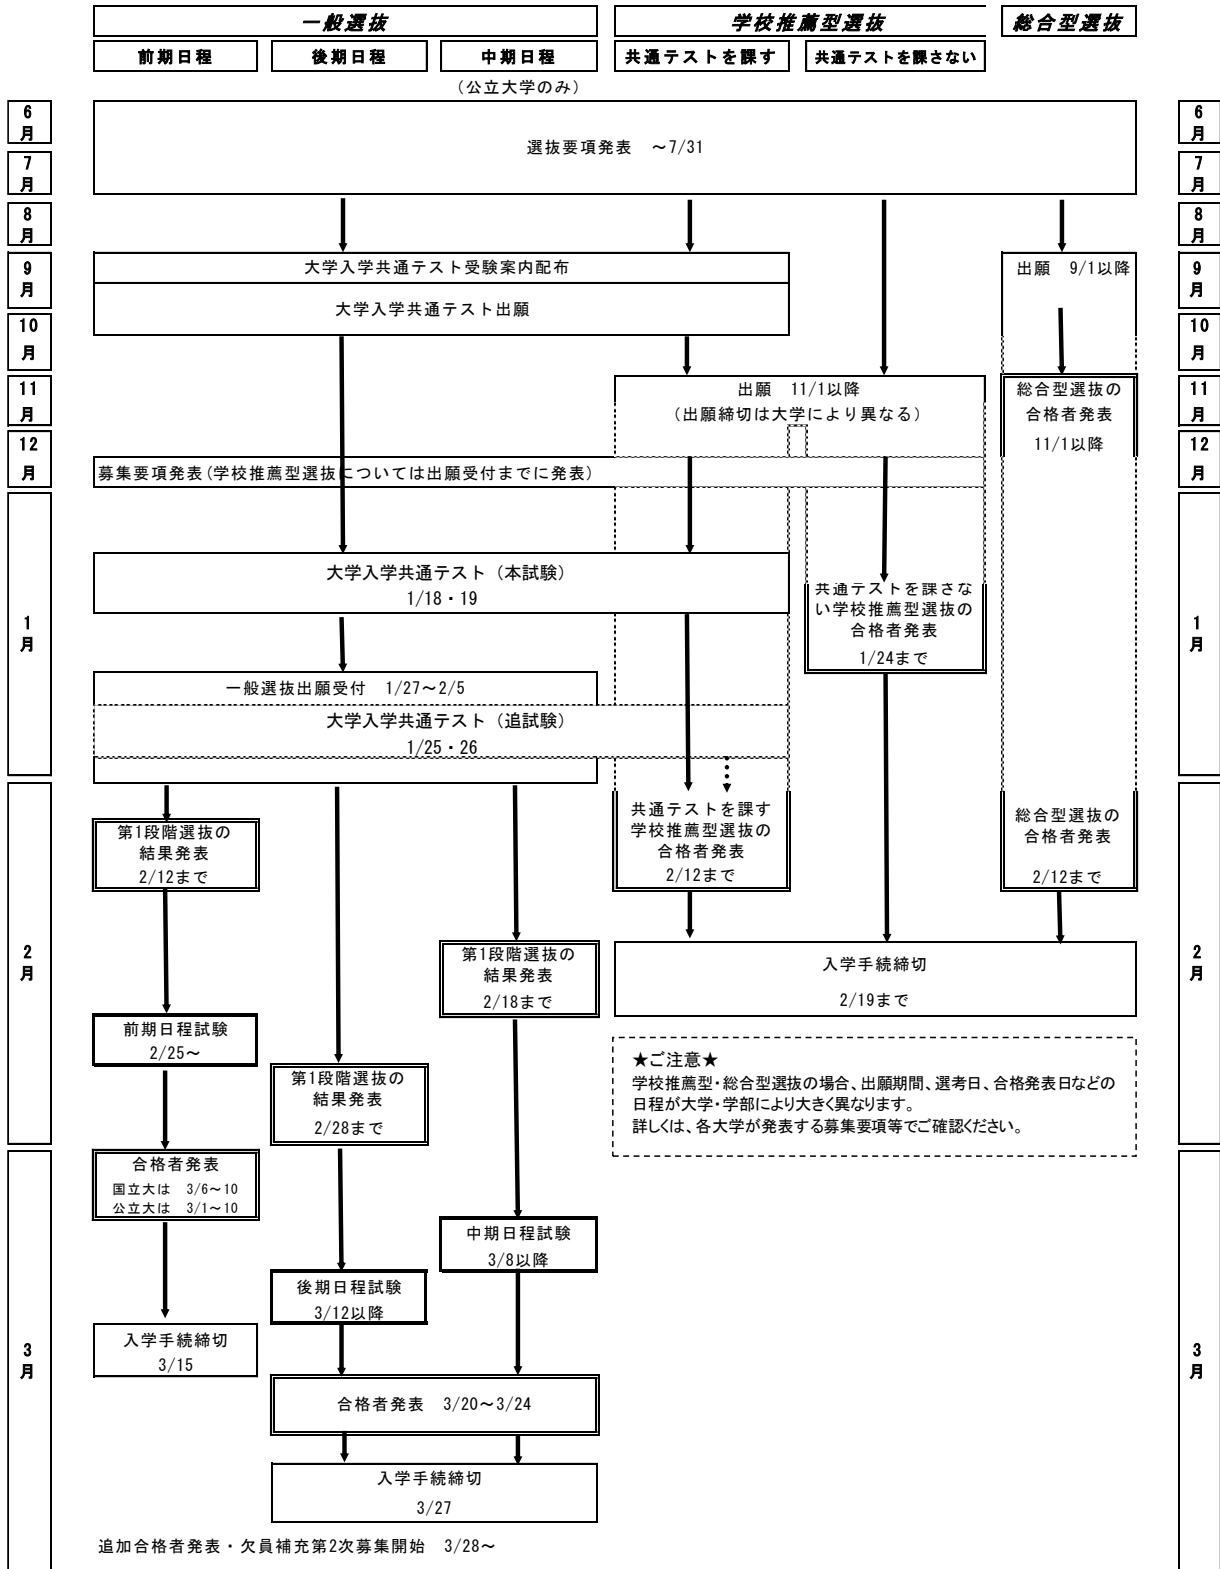 一般選抜
学校推薦型選抜
総合型選抜
前期日程
後期日程
中期日程
共通テストを課す
共通テストを課さない
(公立大学のみ)
6
月
6
月
選抜要項発表 ～7/31
7
月
7
月
8
月
8
月
9
月
9
月
大学入学共通テスト受験案内配布
出願 9/1以降
大学入学共通テスト出願
10
月
10
月
11
月
11
月
出願 11/1以降
(出願締切は大学により異なる)
総合型選抜の
合格者発表
11/1以降
12
月
12
月
募集要項発表(学校推薦型選抜については出願受付までに発表)
1
月
1
月
大学入学共通テスト（本試験）
1/18・19
共通テストを課さな
い学校推薦型選抜の
合格者発表
1/24まで
一般選抜出願受付 1/27～2/5
大学入学共通テスト（追試験）
1/25・26
2
月
2
月
第1段階選抜の
結果発表
2/12まで
共通テストを課す
学校推薦型選抜の
合格者発表
2/12まで
総合型選抜の
合格者発表
2/12まで
第1段階選抜の
結果発表
2/18まで
入学手続締切
2/19まで
前期日程試験
2/25～
第1段階選抜の
結果発表
2/28まで
★ご注意★
学校推薦型・総合型選抜の場合、出願期間、選考日、合格発表日などの
日程が大学・学部により大きく異なります。
詳しくは、各大学が発表する募集要項等でご確認ください。
3
月
3
月
合格者発表
国立大は 3/6～10
公立大は 3/1～10
中期日程試験
3/8以降
後期日程試験
3/12以降
入学手続締切
3/15
合格者発表 3/20～3/24
入学手続締切
3/27
追加合格者発表・欠員補充第2次募集開始 3/28～